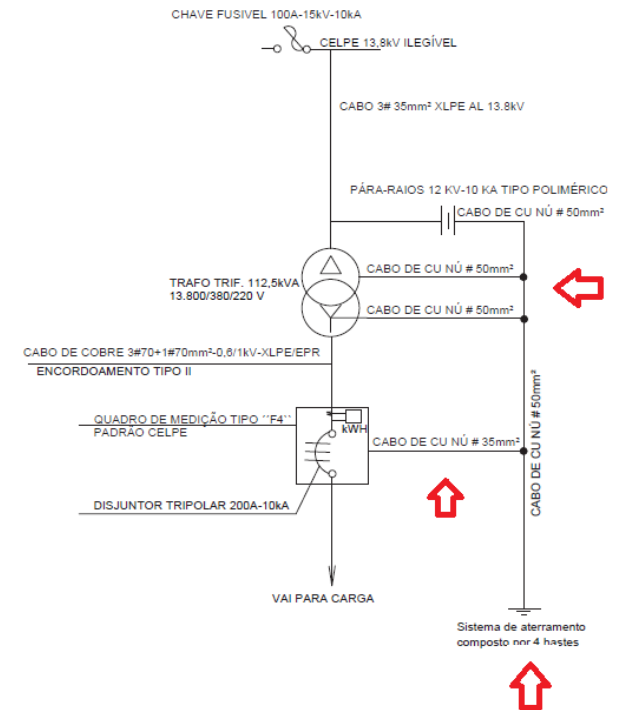 CHAVE FUSIVEL 100A-15kV-10kA
CELPE 13,8kV ILEGÍVEL
CABO 3# 35mm² XLPE AL 13.8kV
PÁRA-RAIOS 12 KV-10 KA TIPO POLIMÉRICO
CABO DE CU NÚ # 50mm²
CABO DE CU NÚ # 50mm²
TRAFO TRIF. 112,5kVA
13.800/380/220 V
CABO DE CU NÚ # 50mm²
CABO DE COBRE 3#70+1#70mm²-0,6/1kV-XLPE/EPR
ENCORDOAMENTO TIPO II
QUADRO DE MEDIÇÃO TIPO ´´F4``
PADRÃO CELPE
kWH
CABO DE CU NÚ # 35mm²
CABO DE CU NÚ # 50mm²
DISJUNTOR TRIPOLAR 200A-10kA
VAI PARA CARGA
Sistema de aterramento
composto por 4 hastes